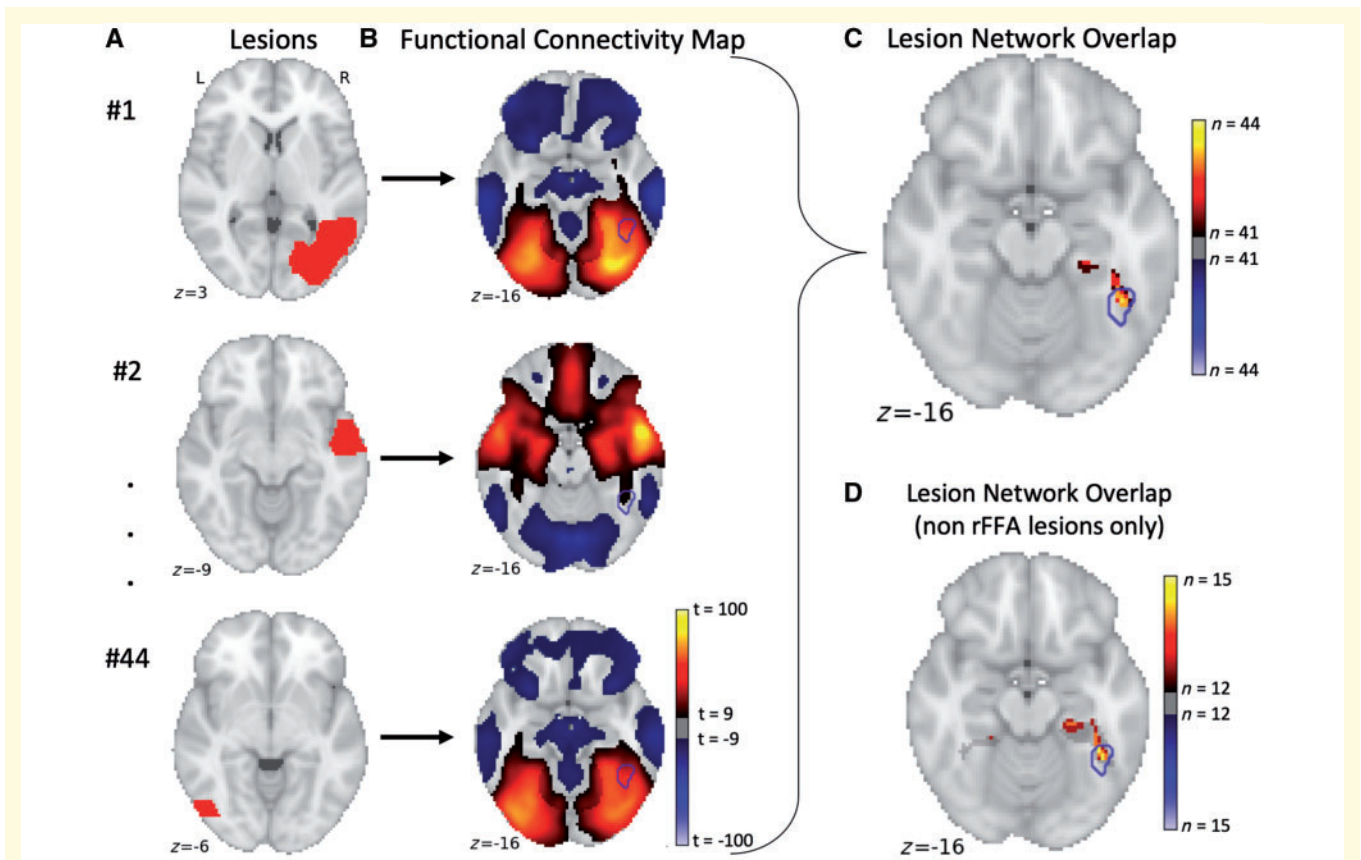 A Lesions
B Functional Connectivity Map
C Lesion Network Overlap
L R
#1
z=3
z=-16
n = 44
n = 41
n = 41
n = 44
z=-16
#2
z=-9
z=-16
.
.
.
D Lesion Network Overlap
(non rFFA lesions only)
#44
z=-6
z=-16
t = 100
t = 9
t = -9
t = -100
n = 15
n = 12
n = 12
n = 15
z=-16